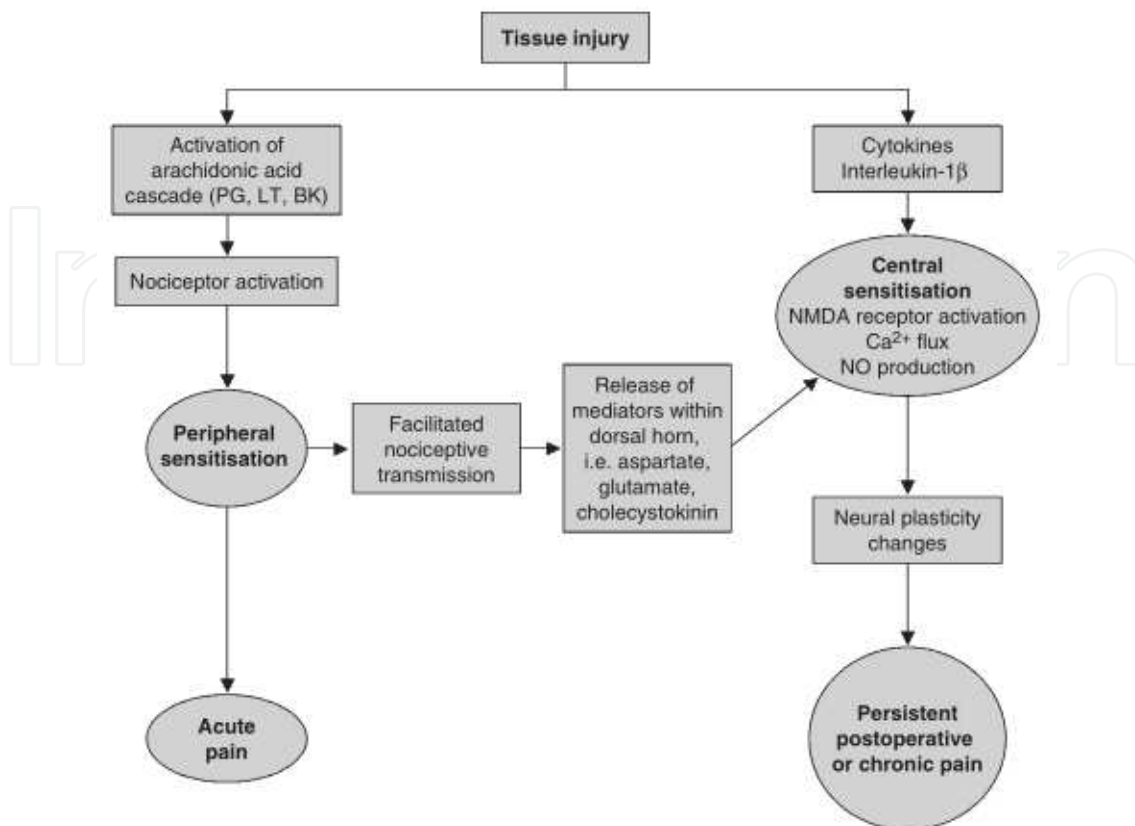 Tissue injury
Activation of
arachidonic acid
cascade (PG, LT, BK)
Cytokines
Interleukin-1β
Nociceptor activation
Central
sensitisation
NMDA receptor activation
Ca²⁺ flux
NO production
Peripheral
sensitisation
Facilitated
nociceptive
transmission
Release of
mediators within
dorsal horn,
i.e. aspartate,
glutamate,
cholecystokinin
Neural plasticity
changes
Acute
pain
Persistent
postoperative
or chronic pain